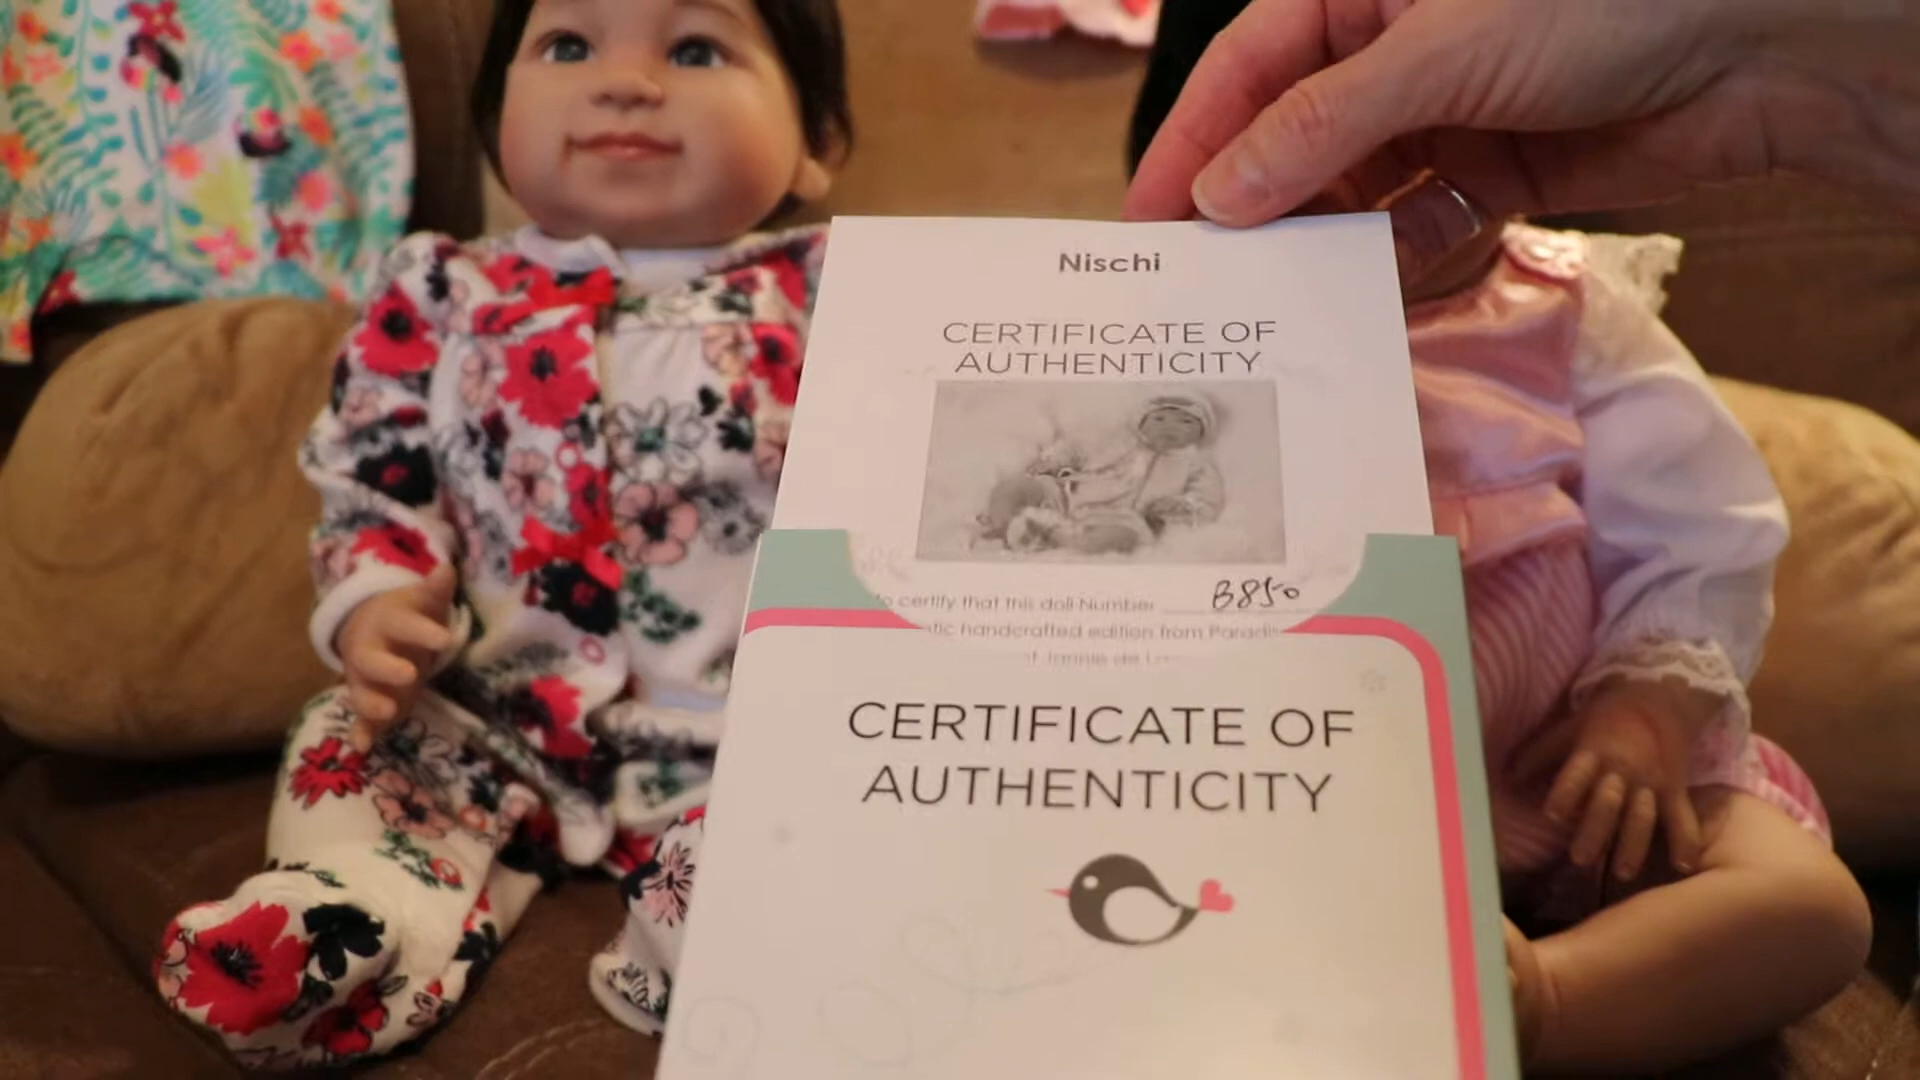 Nischi
CERTIFICATE OF
AUTHENTICITY
certify that this doll Number B850
handcrafted edition from
CERTIFICATE OF
AUTHENTICITY